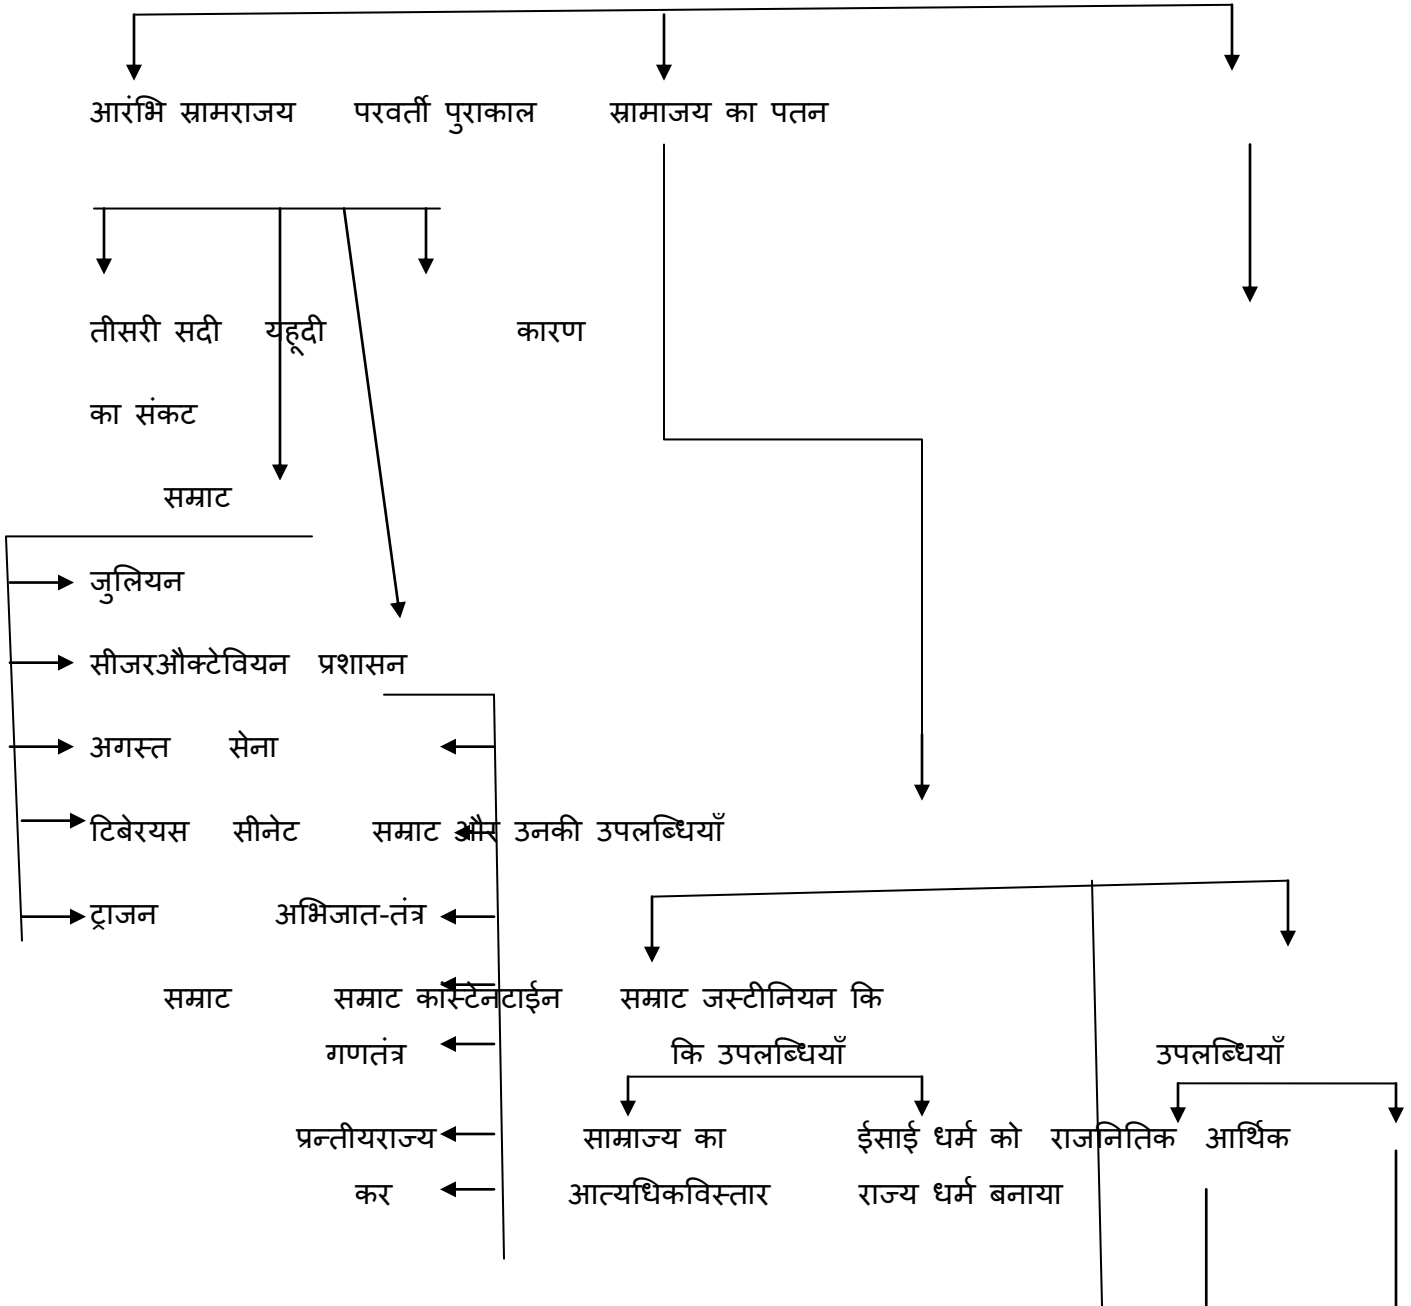 आरंभि स्रामराजय परवर्ती पुराकाल स्रामाजय का पतन
तीसरी सदी यहूदी कारण
का संकट
सम्राट
जुलियन
सीजरऔक्टेवियन प्रशासन
अगस्त सेना
टिबेरयस सीनेट सम्राट और उनकी उपलब्धियाँ
ट्राजन अभिजात-तंत्र
सम्राट सम्राट कांस्टेनटाईन सम्राट जस्टीनियन कि
गणतंत्र कि उपलब्धियाँ उपलब्धियाँ
प्रन्तीयराज्य साम्राज्य का ईसाई धर्म को राजनितिक आर्थिक
कर आत्यधिकविस्तार राज्य धर्म बनाया